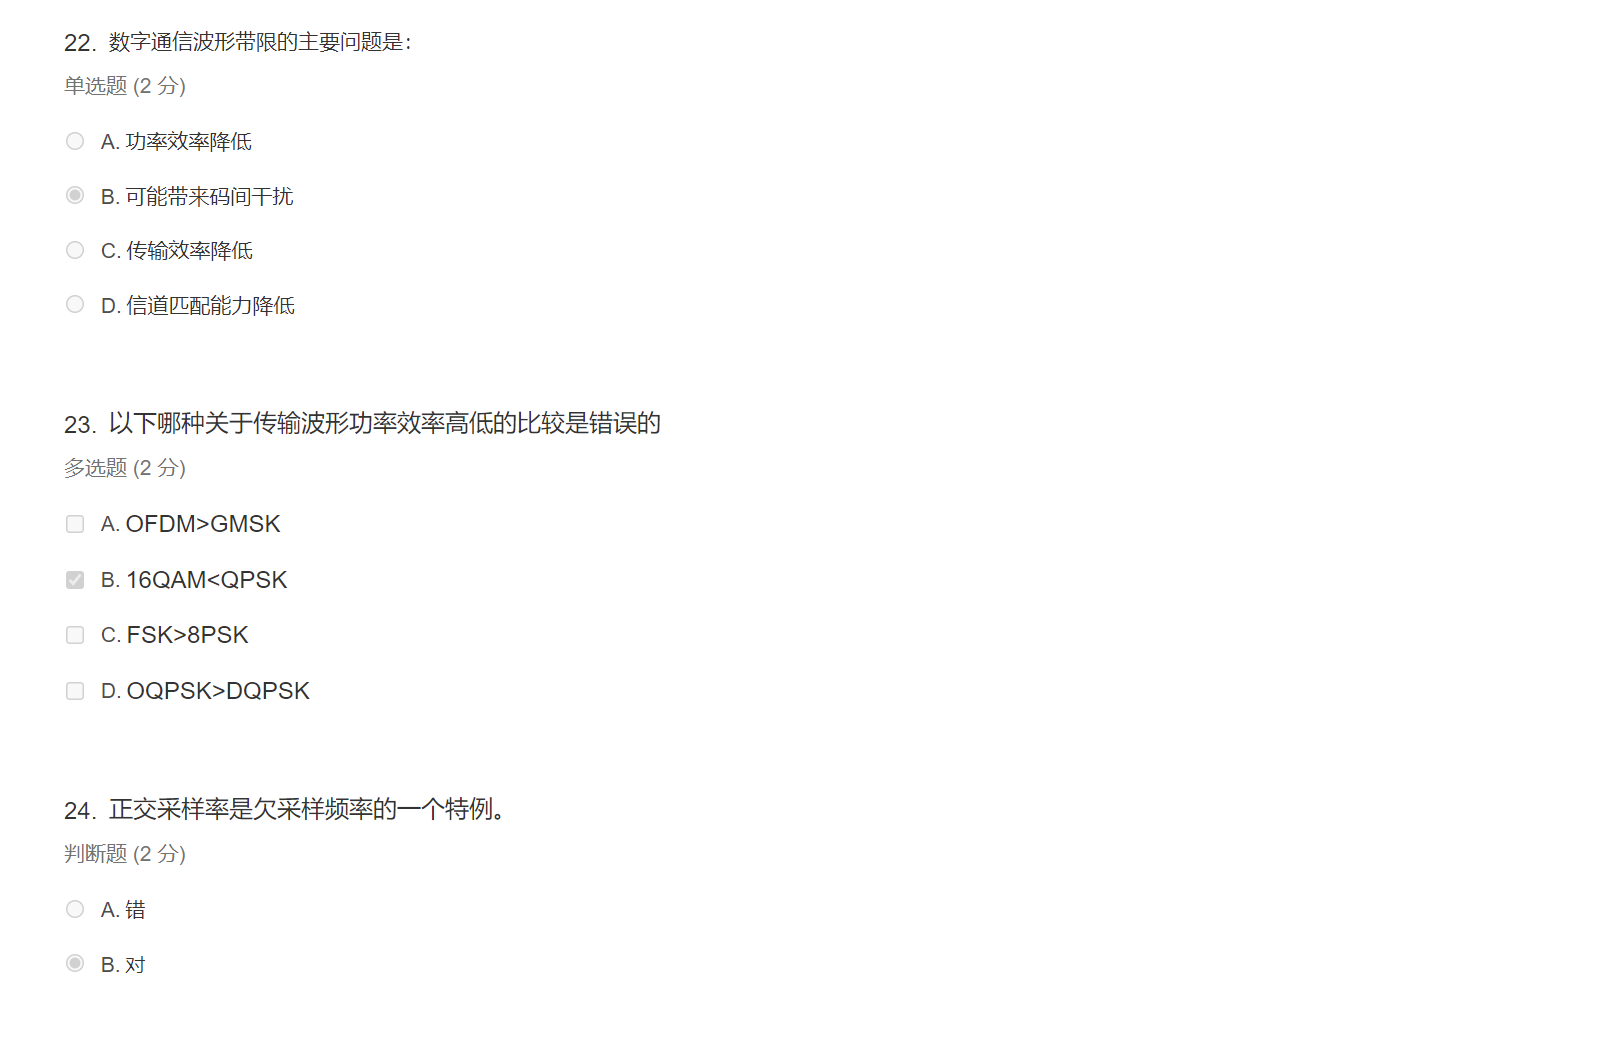 22. 数字通信波形带限的主要问题是：
单选题 (2 分)
A. 功率效率降低
B. 可能带来码间干扰
C. 传输效率降低
D. 信道匹配能力降低
23. 以下哪种关于传输波形功率效率高低的比较是错误的
多选题 (2 分)
A. OFDM>GMSK
B. 16QAM<QPSK
C. FSK>8PSK
D. OQPSK>DQPSK
24. 正交采样率是欠采样频率的一个特例。
判断题 (2 分)
A. 错
B. 对